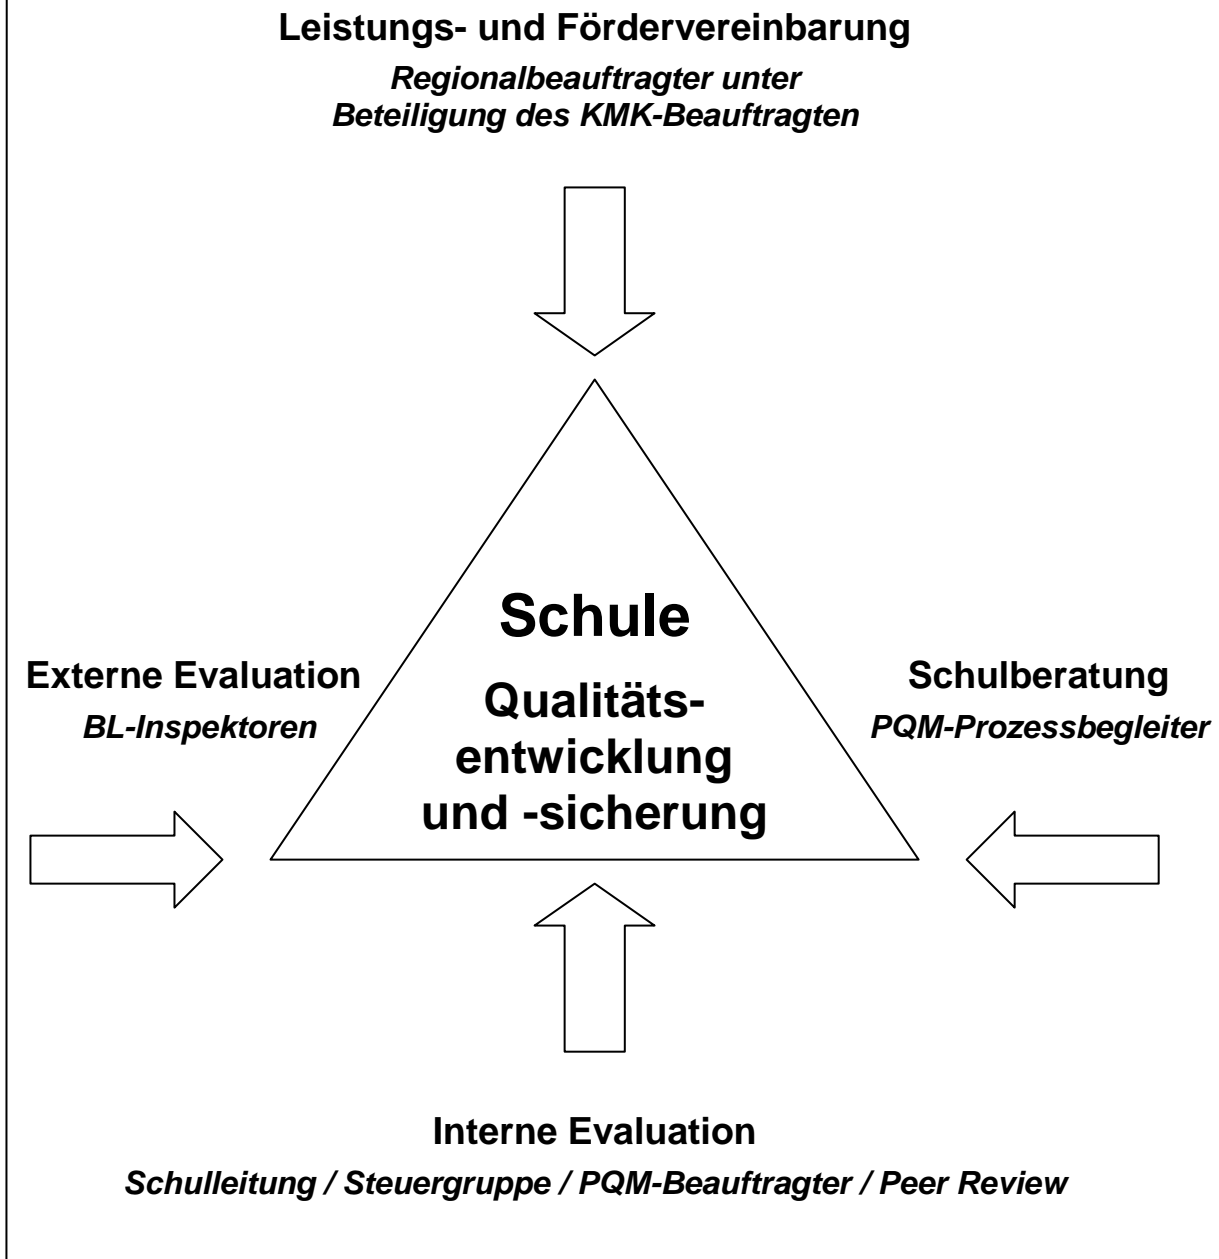 Leistungs- und Fördervereinbarung
Regionalbeauftragter unter
Beteiligung des KMK-Beauftragten
Schule
Qualitäts-
entwicklung
und -sicherung
Externe Evaluation
BL-Inspektoren
Schulberatung
PQM-Prozessbegleiter
Interne Evaluation
Schulleitung / Steuergruppe / PQM-Beauftragter / Peer Review